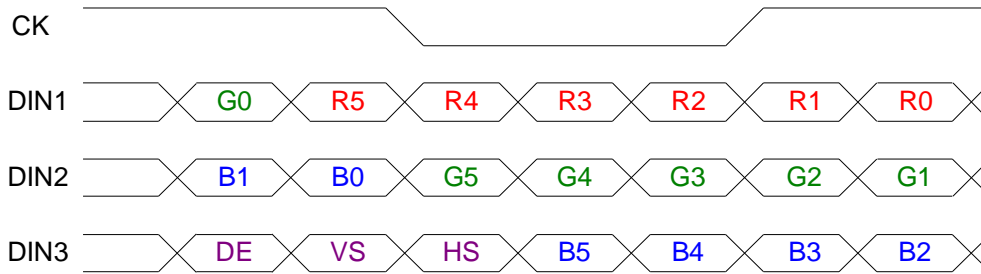 CK
DIN1 G0 R5 R4 R3 R2 R1 R0
DIN2 B1 B0 G5 G4 G3 G2 G1
DIN3 DE VS HS B5 B4 B3 B2